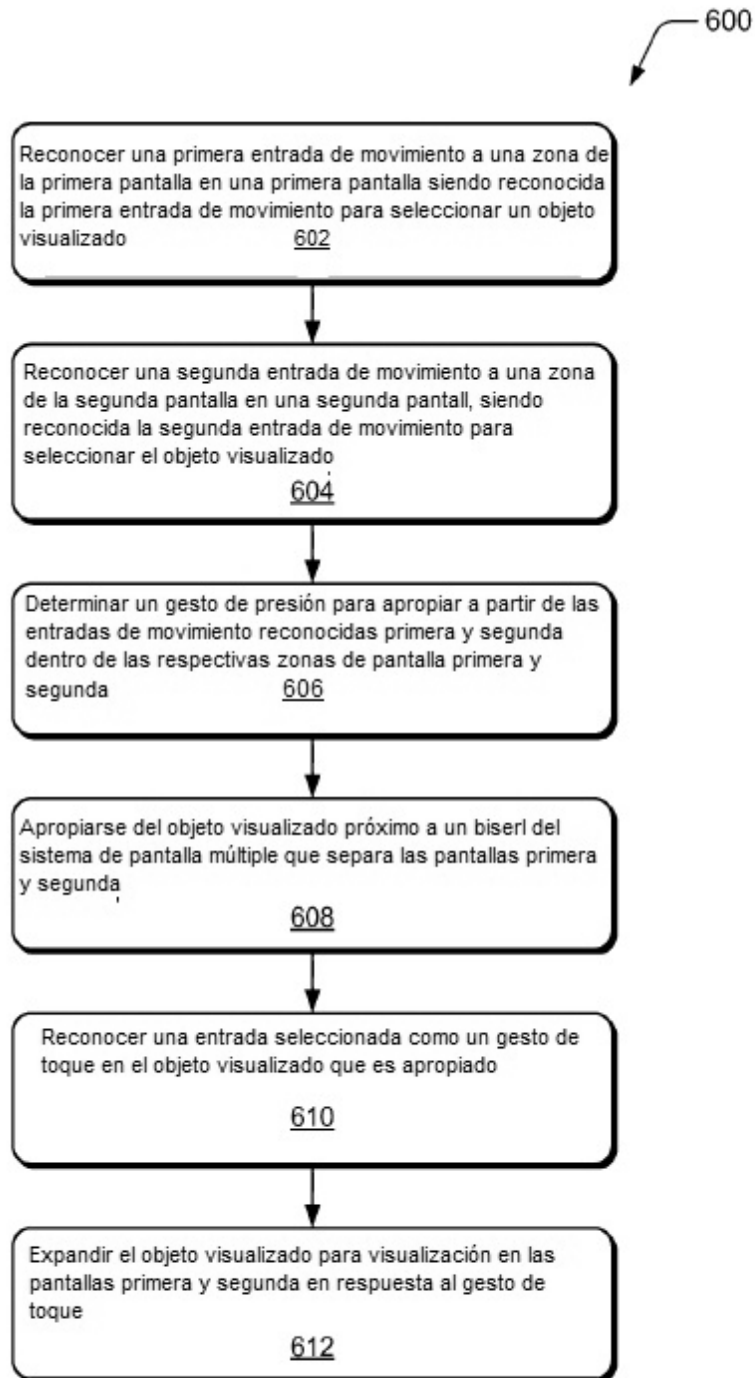 600
Reconocer una primera entrada de movimiento a una zona de
la primera pantalla en una primera pantalla siendo reconocida
la primera entrada de movimiento para seleccionar un objeto
visualizado 602
Reconocer una segunda entrada de movimiento a una zona
de la segunda pantalla en una segunda pantall, siendo
reconocida la segunda entrada de movimiento para
seleccionar el objeto visualizado
604
Determinar un gesto de presión para apropiar a partir de las
entradas de movimiento reconocidas primera y segunda
dentro de las respectivas zonas de pantalla primera y
segunda 606
Apropiarse del objeto visualizado próximo a un biserl del
sistema de pantalla múltiple que separa las pantallas primera
y segunda
608
Reconocer una entrada seleccionada como un gesto de
toque en el objeto visualizado que es apropiado
610
Expandir el objeto visualizado para visualización en las
pantallas primera y segunda en respuesta al gesto de
toque
612